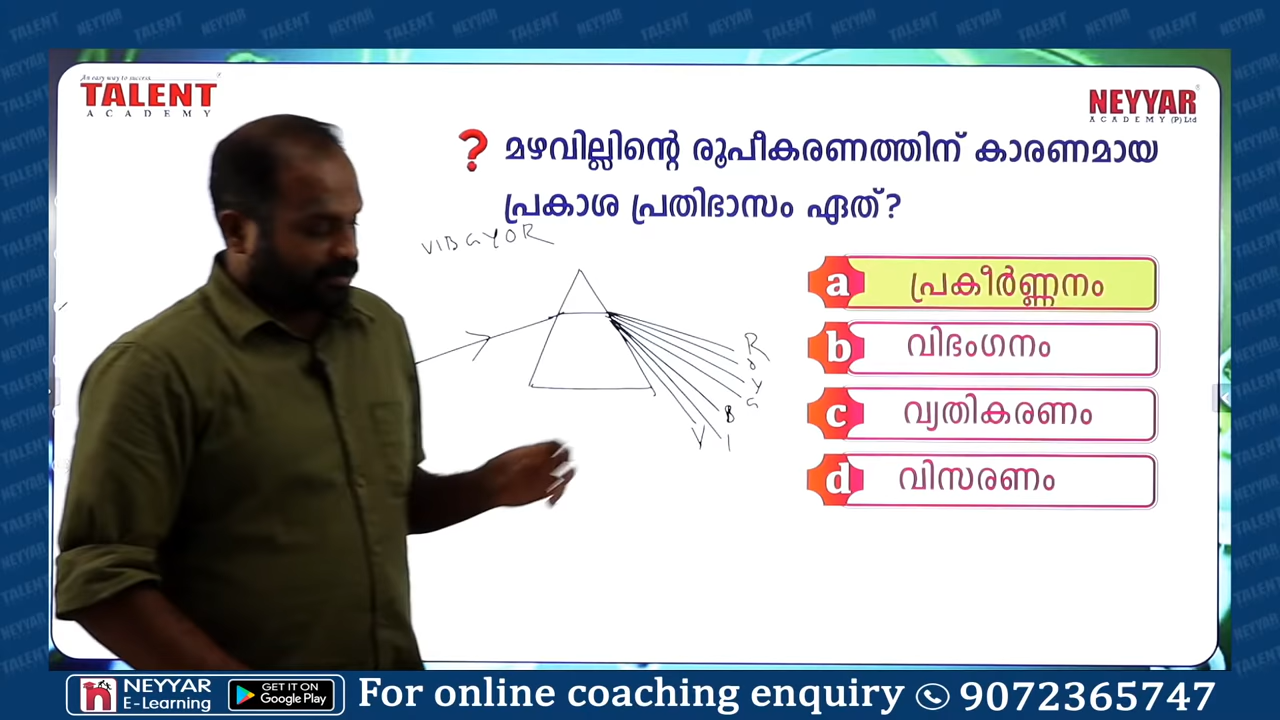 An easy way to success
TALENT
ACADEMY
NEYYAR
ACADEMY (P) Ltd
? മഴവില്ലിന്റെ രൂപീകരണത്തിന് കാരണമായ
പ്രകാശ പ്രതിഭാസം ഏത്?
VIBGYOR
R
O
Y
G
B
I
V
a പ്രകീർണ്ണനം
b വിഭംഗനം
c വ്യതികരണം
d വിസരണം
NEYYAR
E-Learning
GET IT ON
Google Play
For online coaching enquiry 9072365747